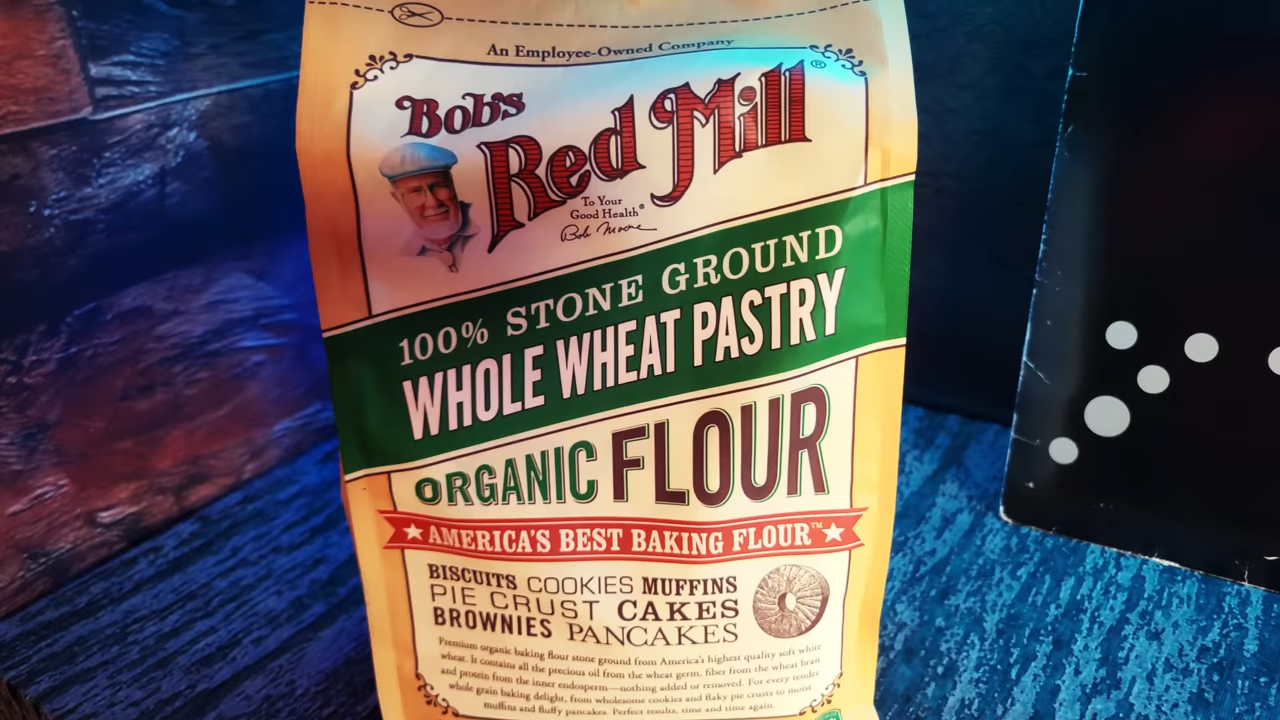 An Employee-Owned Company
Bob's
Red Mill®
To Your
Good Health®
Bob Moore
100% STONE GROUND
WHOLE WHEAT PASTRY
ORGANIC FLOUR
AMERICA'S BEST BAKING FLOUR™
BISCUITS COOKIES MUFFINS
PIE CRUST CAKES
BROWNIES PANCAKES
Premium organic baking flour stone ground from America's highest quality soft white
wheat. It contains all the precious oil from the wheat germ, fiber from the wheat bran
and protein from the inner endosperm—nothing added or removed. For every tender
whole grain baking delight, from wholesome cookies and flaky pie crusts to moist
muffins and fluffy pancakes. Perfect results, time and time again.